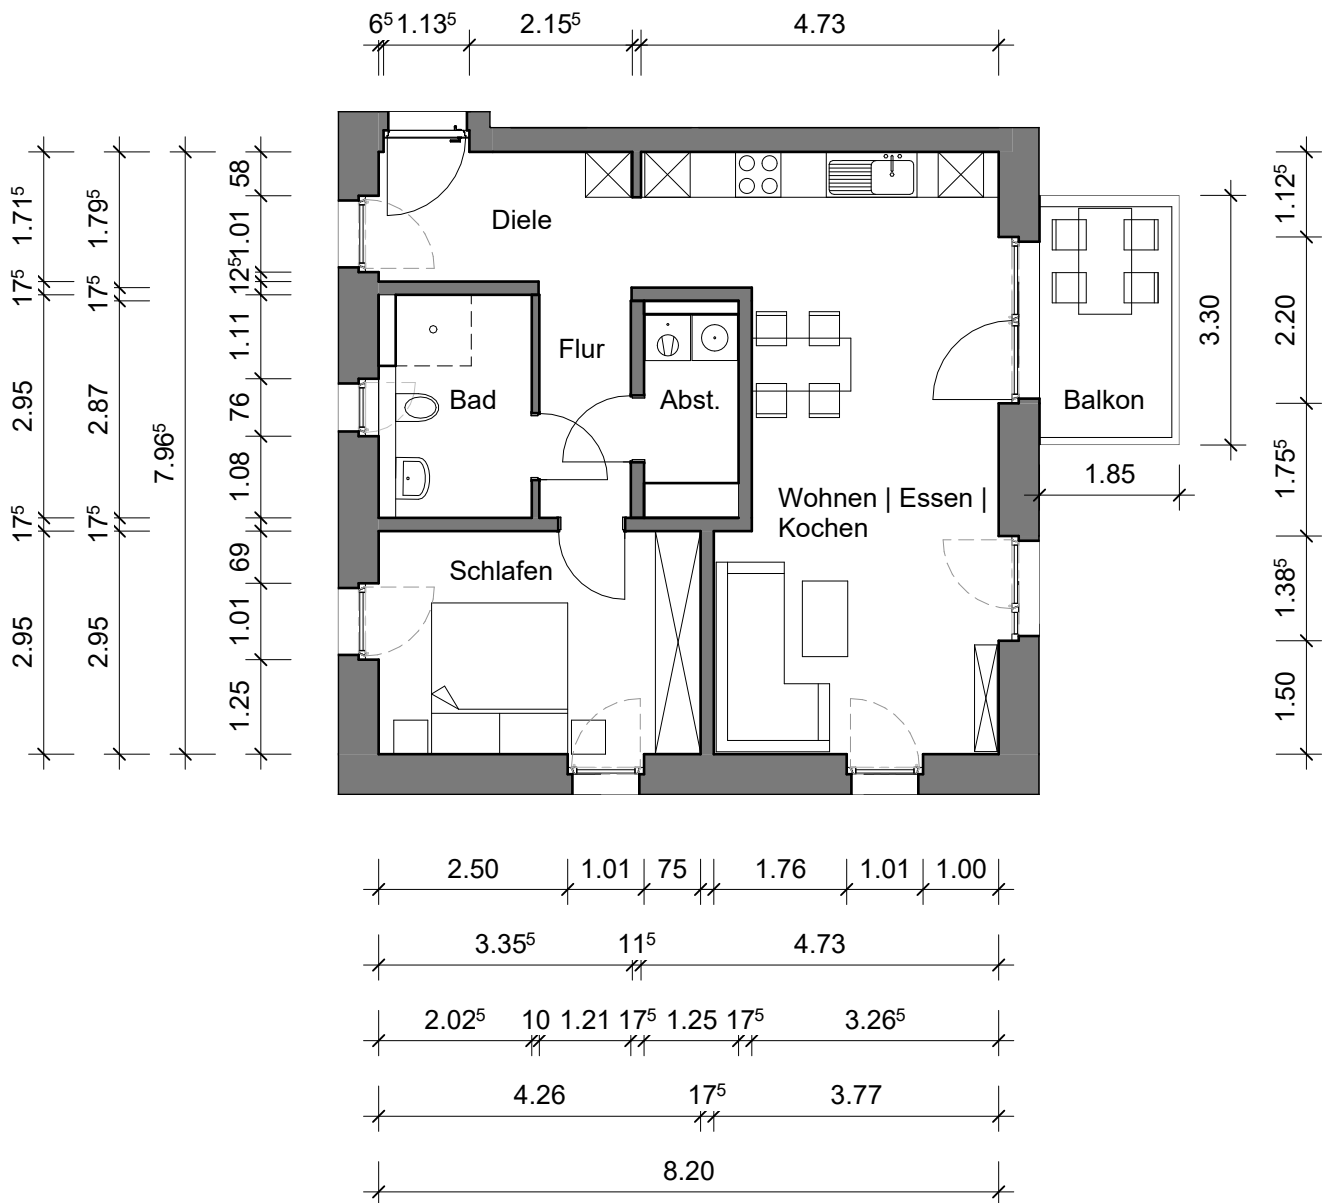 6⁵ 1.13⁵ 2.15⁵ 4.73
Diele
Flur
Bad
Abst.
Balkon
Wohnen | Essen |
Kochen
Schlafen
1.71⁵ 17⁵ 2.95 17⁵ 2.95
1.79⁵ 17⁵ 2.87 17⁵ 2.95
7.96⁵
58 1.01 12⁵ 1.11 76 1.08 69 1.01 1.25
3.30
1.85
1.12⁵ 2.20 1.75⁵ 1.38⁵ 1.50
2.50 1.01 75 1.76 1.01 1.00
3.35⁵ 11⁵ 4.73
2.02⁵ 10 1.21 17⁵ 1.25 17⁵ 3.26⁵
4.26 17⁵ 3.77
8.20